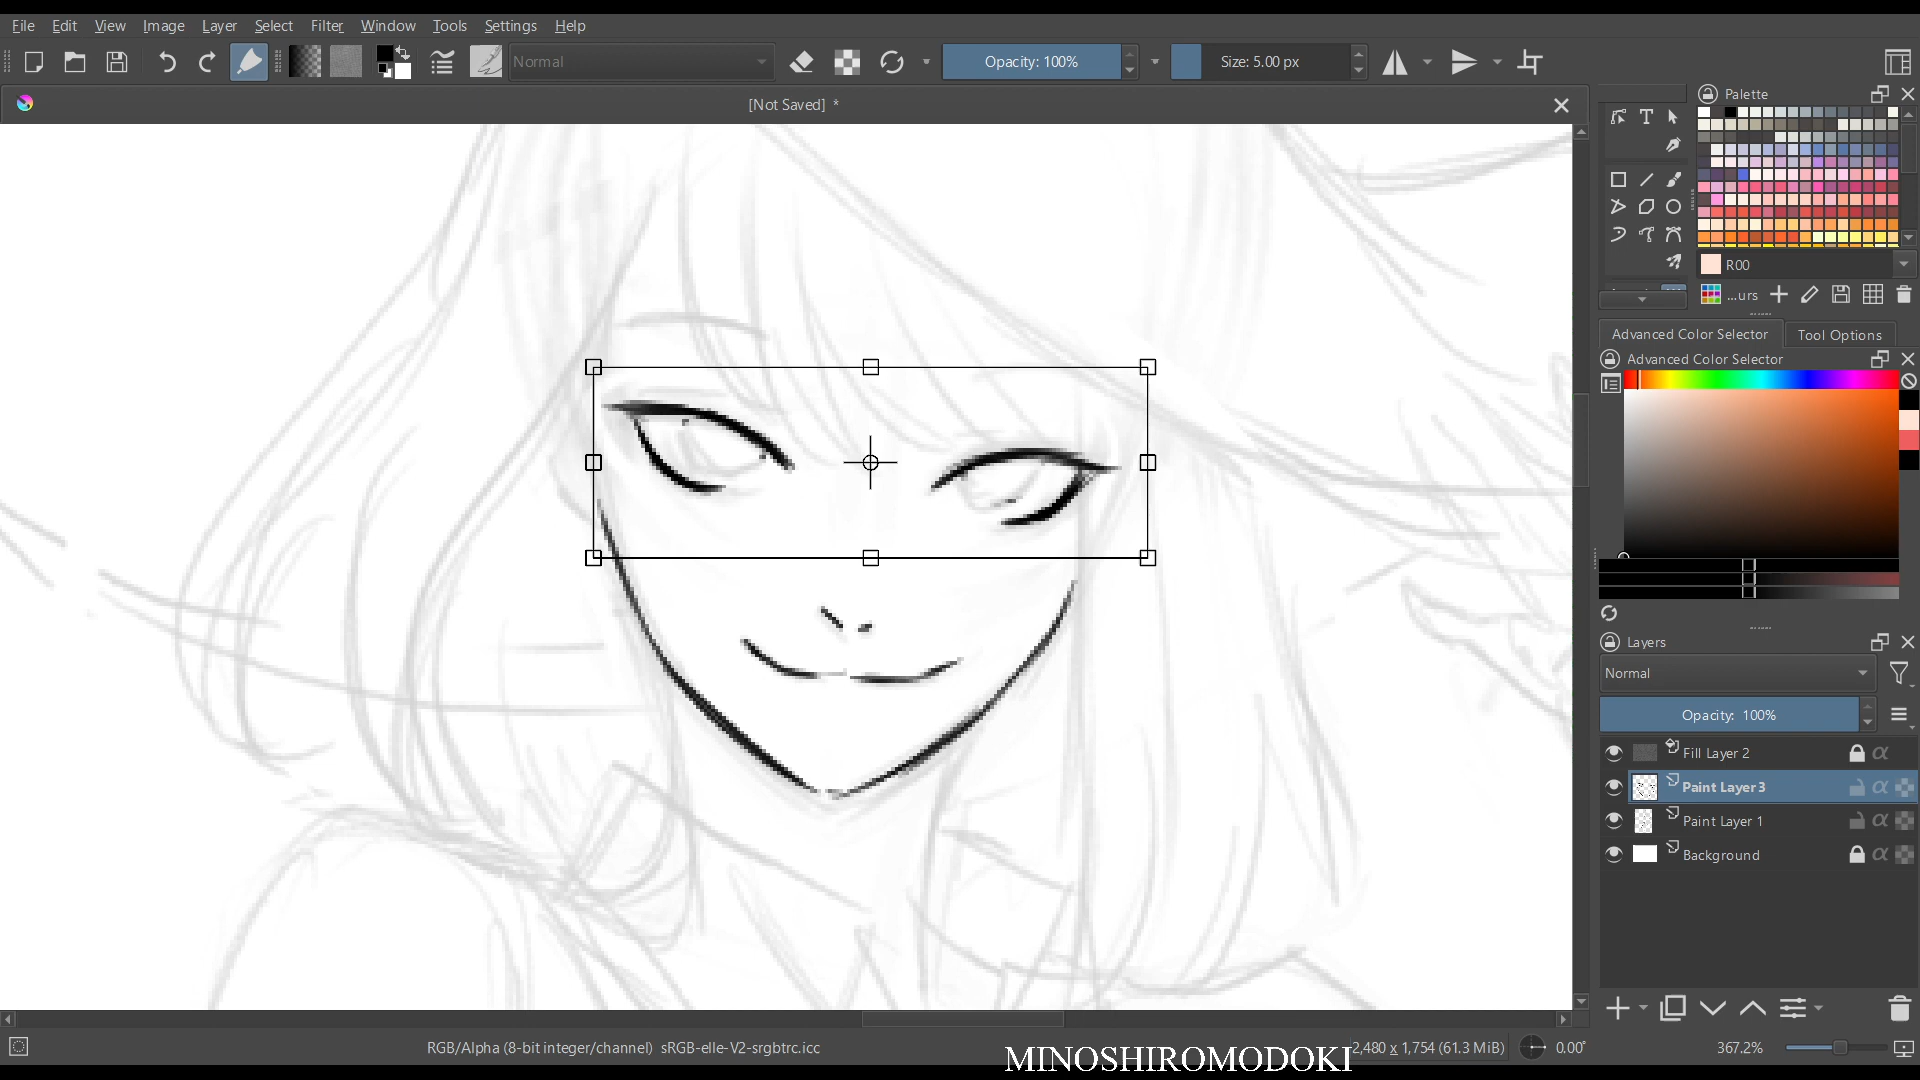 File Edit View Image Layer Select Filter Window Tools Settings Help
Normal Opacity: 100% Size: 5.00 px
[Not Saved] *
Palette
R00
...urs
Advanced Color Selector Tool Options
Advanced Color Selector
Layers
Normal
Opacity: 100%
Fill Layer 2
Paint Layer 3
Paint Layer 1
Background
RGB/Alpha (8-bit integer/channel) sRGB-elle-V2-srgbtrc.icc 2,480 x 1,754 (61.3 MiB) 0.00° 367.2%
MINOSHIROMODOKI